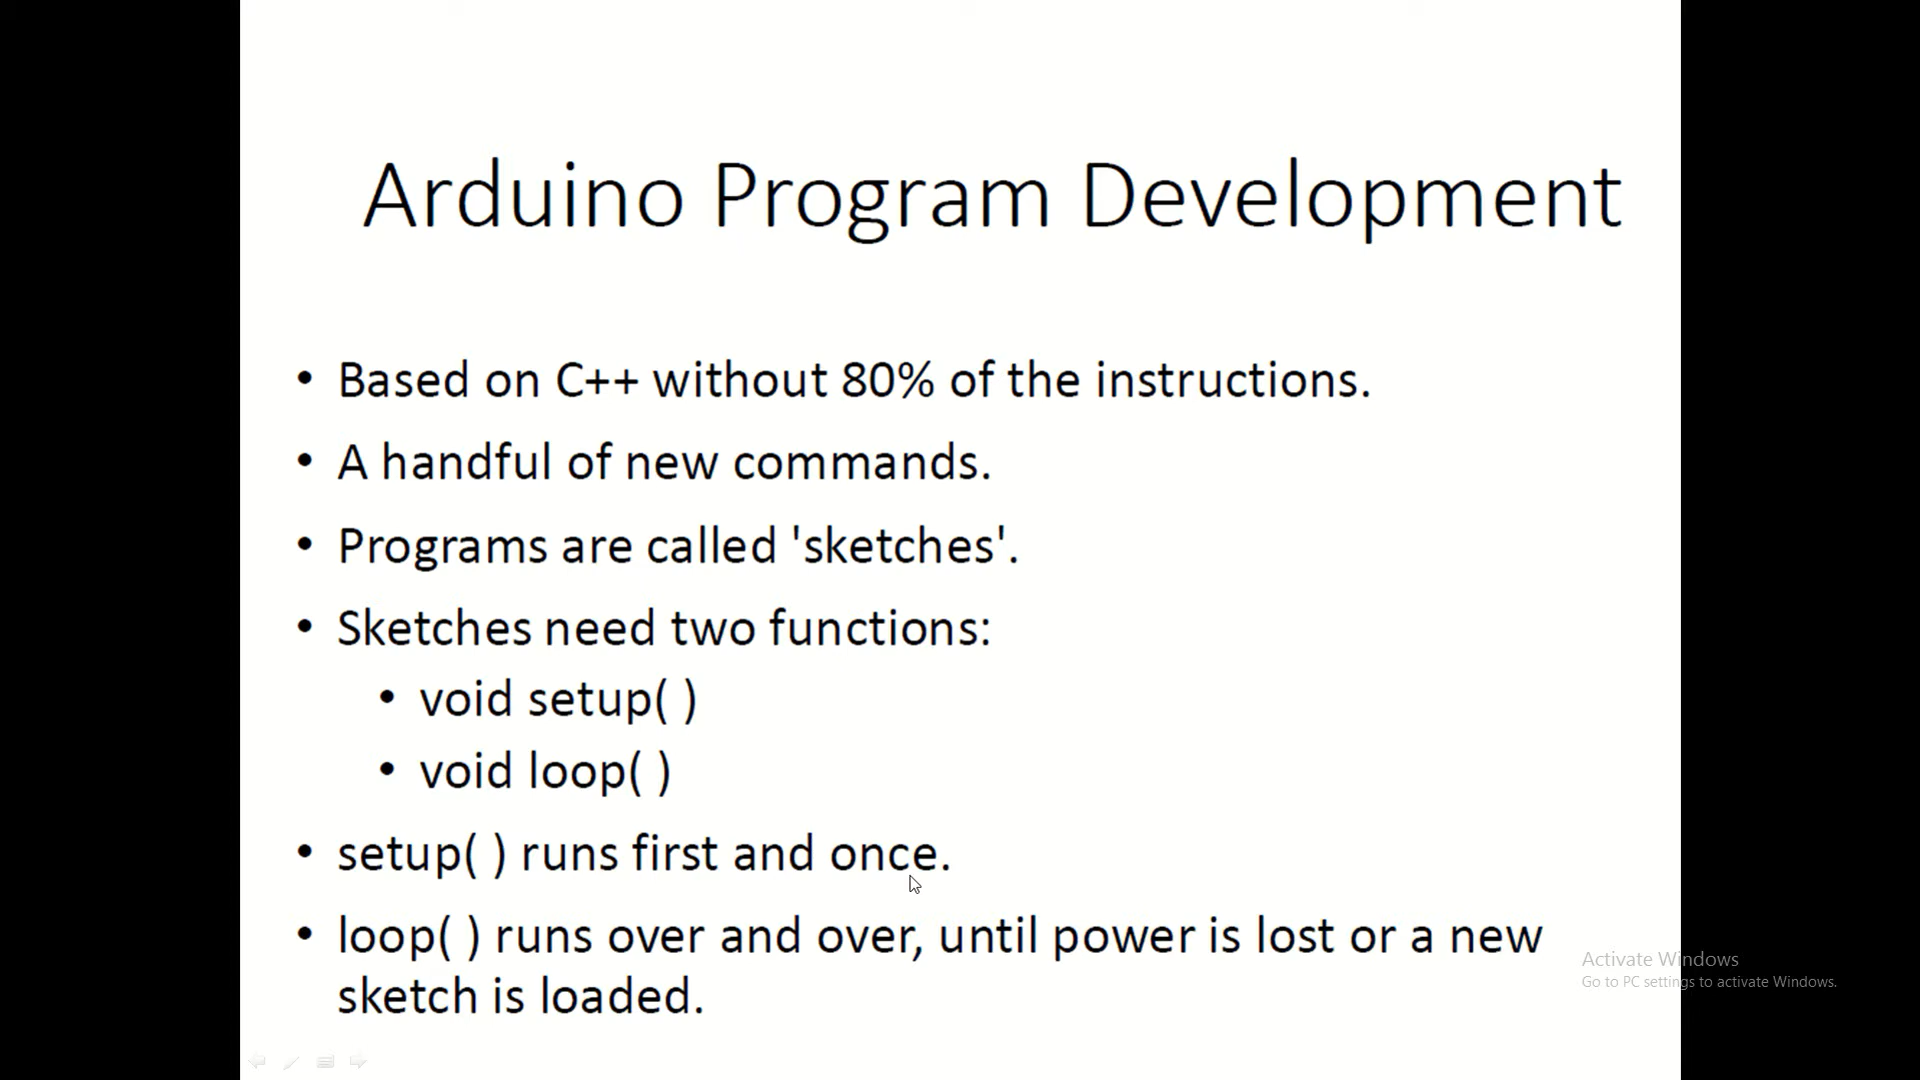 Arduino Program Development
• Based on C++ without 80% of the instructions.
• A handful of new commands.
• Programs are called 'sketches'.
• Sketches need two functions:
• void setup( )
• void loop( )
• setup( ) runs first and once.
• loop( ) runs over and over, until power is lost or a new
sketch is loaded.
Activate Windows
Go to PC settings to activate Windows.